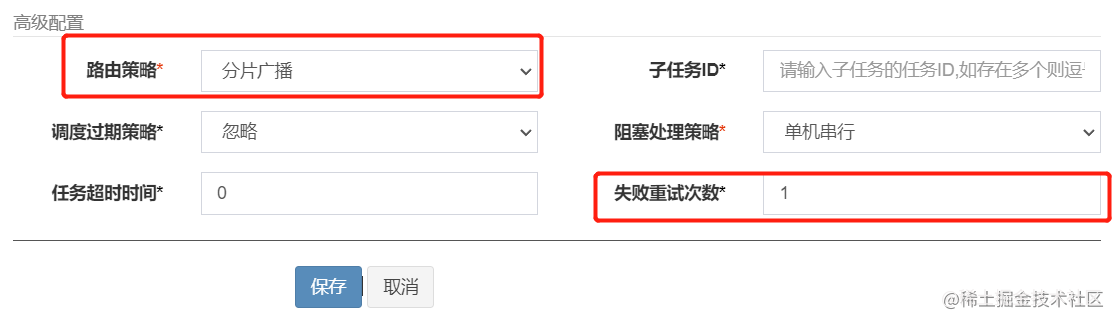 高级配置
路由策略* 分片广播 子任务ID* 请输入子任务的任务ID,如存在多个则逗
调度过期策略* 忽略 阻塞处理策略* 单机串行
任务超时时间* 0 失败重试次数* 1
保存 取消
@稀土掘金技术社区